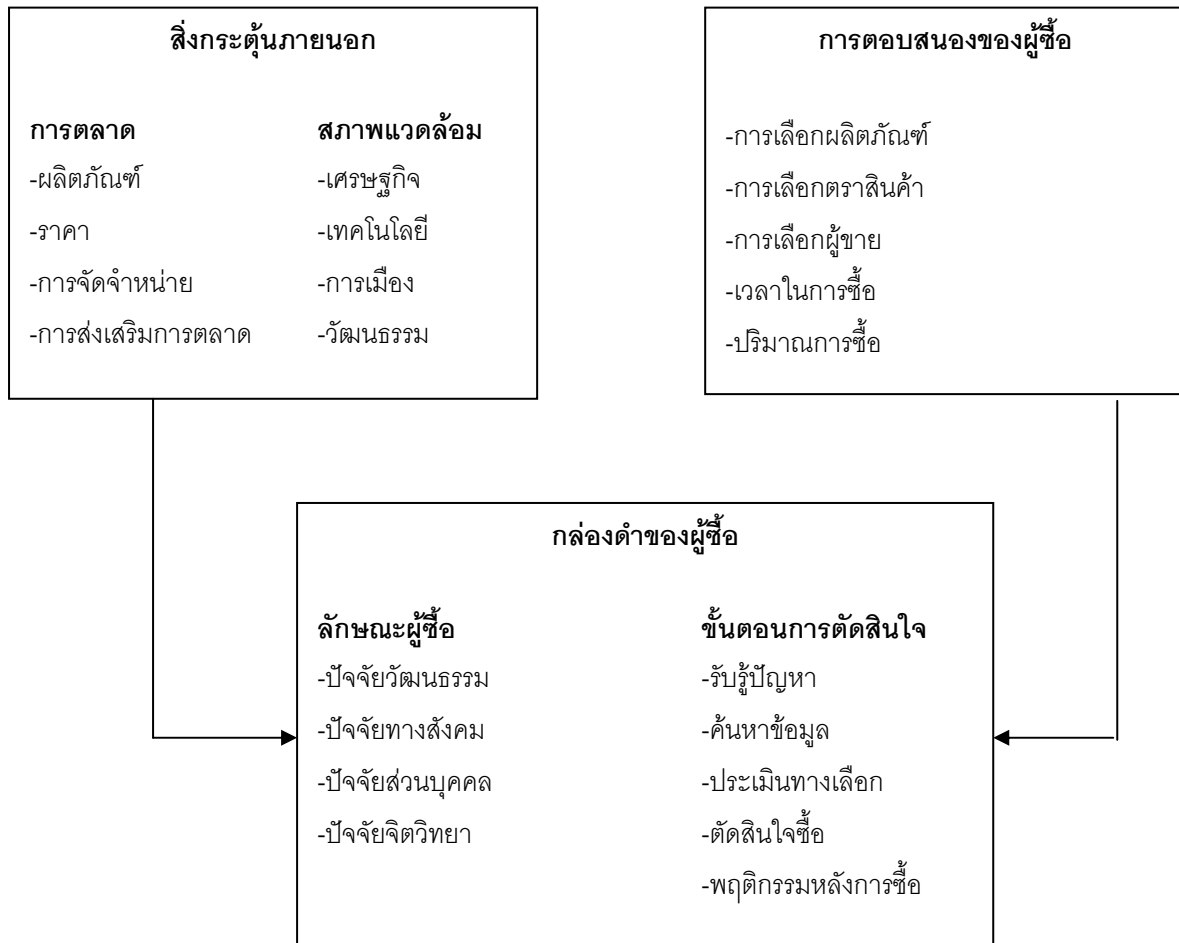 สิ่งกระตุ้นภายนอก
การตลาด สภาพแวดล้อม
-ผลิตภัณฑ์ -เศรษฐกิจ
-ราคา -เทคโนโลยี
-การจัดจำหน่าย -การเมือง
-การส่งเสริมการตลาด -วัฒนธรรม
การตอบสนองของผู้ซื้อ
-การเลือกผลิตภัณฑ์
-การเลือกตราสินค้า
-การเลือกผู้ขาย
-เวลาในการซื้อ
-ปริมาณการซื้อ
กล่องดำของผู้ซื้อ
ลักษณะผู้ซื้อ ขั้นตอนการตัดสินใจ
-ปัจจัยวัฒนธรรม -รับรู้ปัญหา
-ปัจจัยทางสังคม -ค้นหาข้อมูล
-ปัจจัยส่วนบุคคล -ประเมินทางเลือก
-ปัจจัยจิตวิทยา -ตัดสินใจซื้อ
-พฤติกรรมหลังการซื้อ